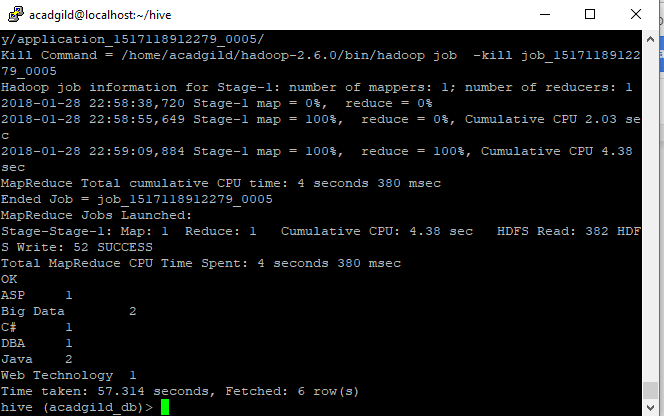 acadgild@localhost:~/hive
y/application_1517118912279_0005/
Kill Command = /home/acadgild/hadoop-2.6.0/bin/hadoop job  -kill job_15171189122
79_0005
Hadoop job information for Stage-1: number of mappers: 1; number of reducers: 1
2018-01-28 22:58:38,720 Stage-1 map = 0%,  reduce = 0%
2018-01-28 22:58:55,649 Stage-1 map = 100%,  reduce = 0%, Cumulative CPU 2.03 se
c
2018-01-28 22:59:09,884 Stage-1 map = 100%,  reduce = 100%, Cumulative CPU 4.38
sec
MapReduce Total cumulative CPU time: 4 seconds 380 msec
Ended Job = job_1517118912279_0005
MapReduce Jobs Launched:
Stage-Stage-1: Map: 1  Reduce: 1   Cumulative CPU: 4.38 sec   HDFS Read: 382 HDF
S Write: 52 SUCCESS
Total MapReduce CPU Time Spent: 4 seconds 380 msec
OK
ASP     1
Big Data        2
C#      1
DBA     1
Java    2
Web Technology  1
Time taken: 57.314 seconds, Fetched: 6 row(s)
hive (acadgild_db)>